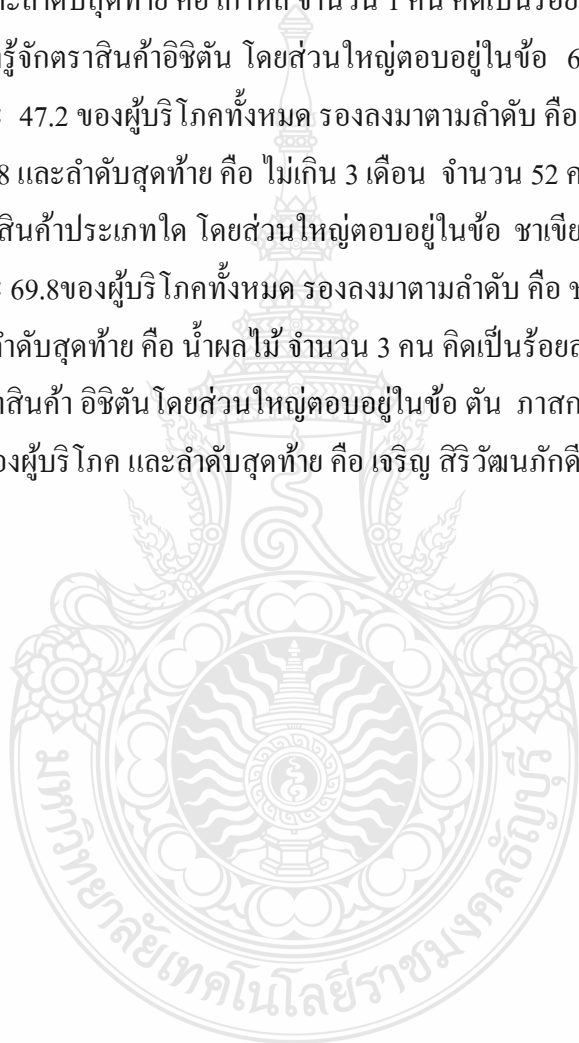 ละลำดับสุดท้าย คือ เกาหลี จำนวน 1 คน คิดเป็นร้อย
รู้จักตราสินค้าอิชิตัน โดยส่วนใหญ่ตอบอยู่ในข้อ 6
47.2 ของผู้บริโภคทั้งหมด รองลงมาตามลำดับ คือ
8 และลำดับสุดท้าย คือ ไม่เกิน 3 เดือน จำนวน 52 ค
สินค้าประเภทใด โดยส่วนใหญ่ตอบอยู่ในข้อ ชาเขีย
69.8ของผู้บริโภคทั้งหมด รองลงมาตามลำดับ คือ ช
ำดับสุดท้าย คือ น้ำผลไม้ จำนวน 3 คน คิดเป็นร้อยล
าสินค้า อิชิตันโดยส่วนใหญ่ตอบอยู่ในข้อ ตัน ภาสก
องผู้บริโภค และลำดับสุดท้าย คือ เจริญ สิริวัฒนภักดี
มหาวิทยาลัยเทคโนโลยีราชมงคลธัญบุรี